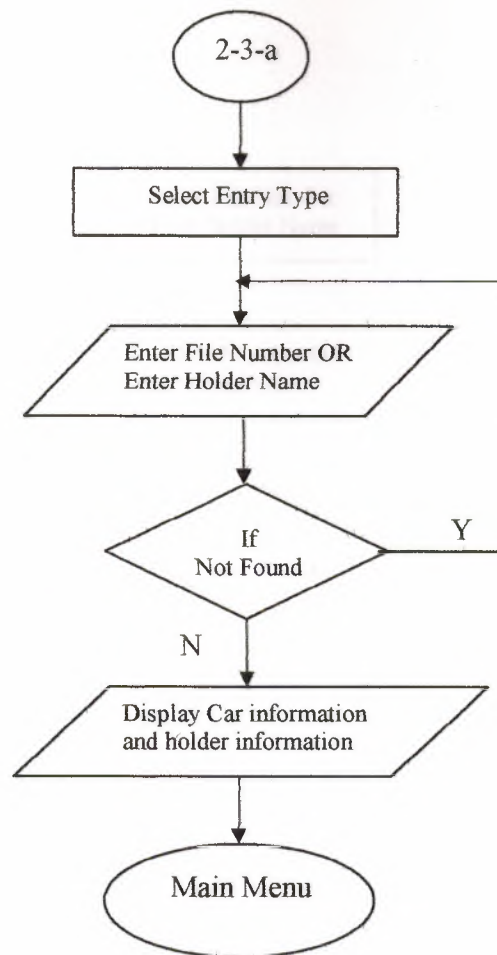 2-3-a
Select Entry Type
Enter File Number OR
Enter Holder Name
If
Not Found
Y
N
Display Car information
and holder information
Main Menu